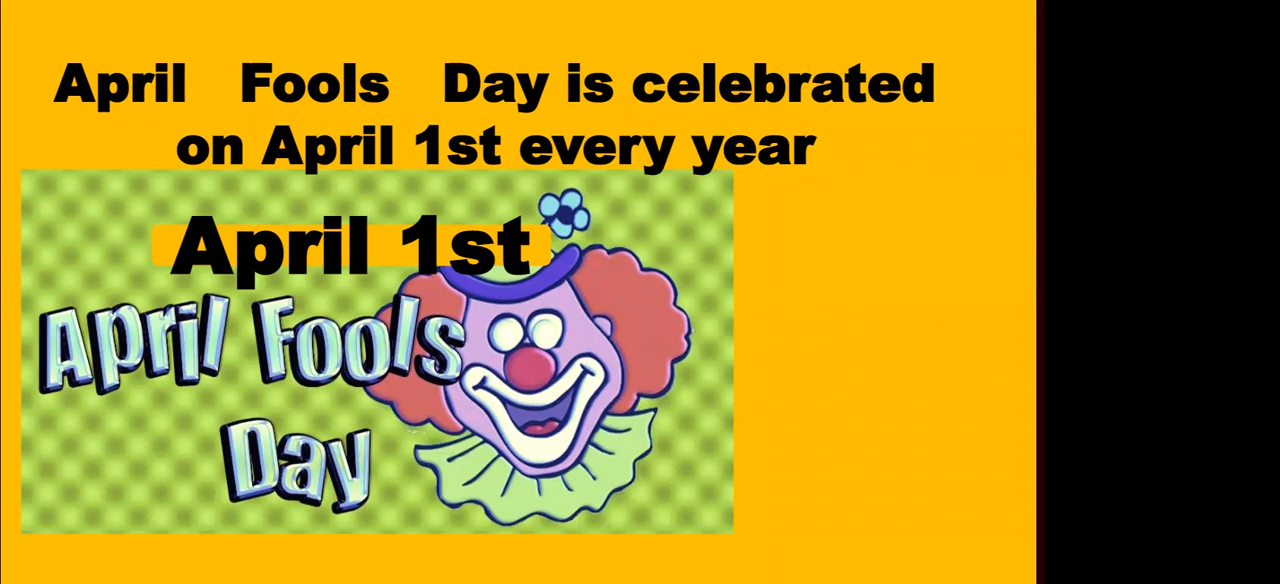 April Fools Day is celebrated
on April 1st every year
April 1st
April Fools
Day